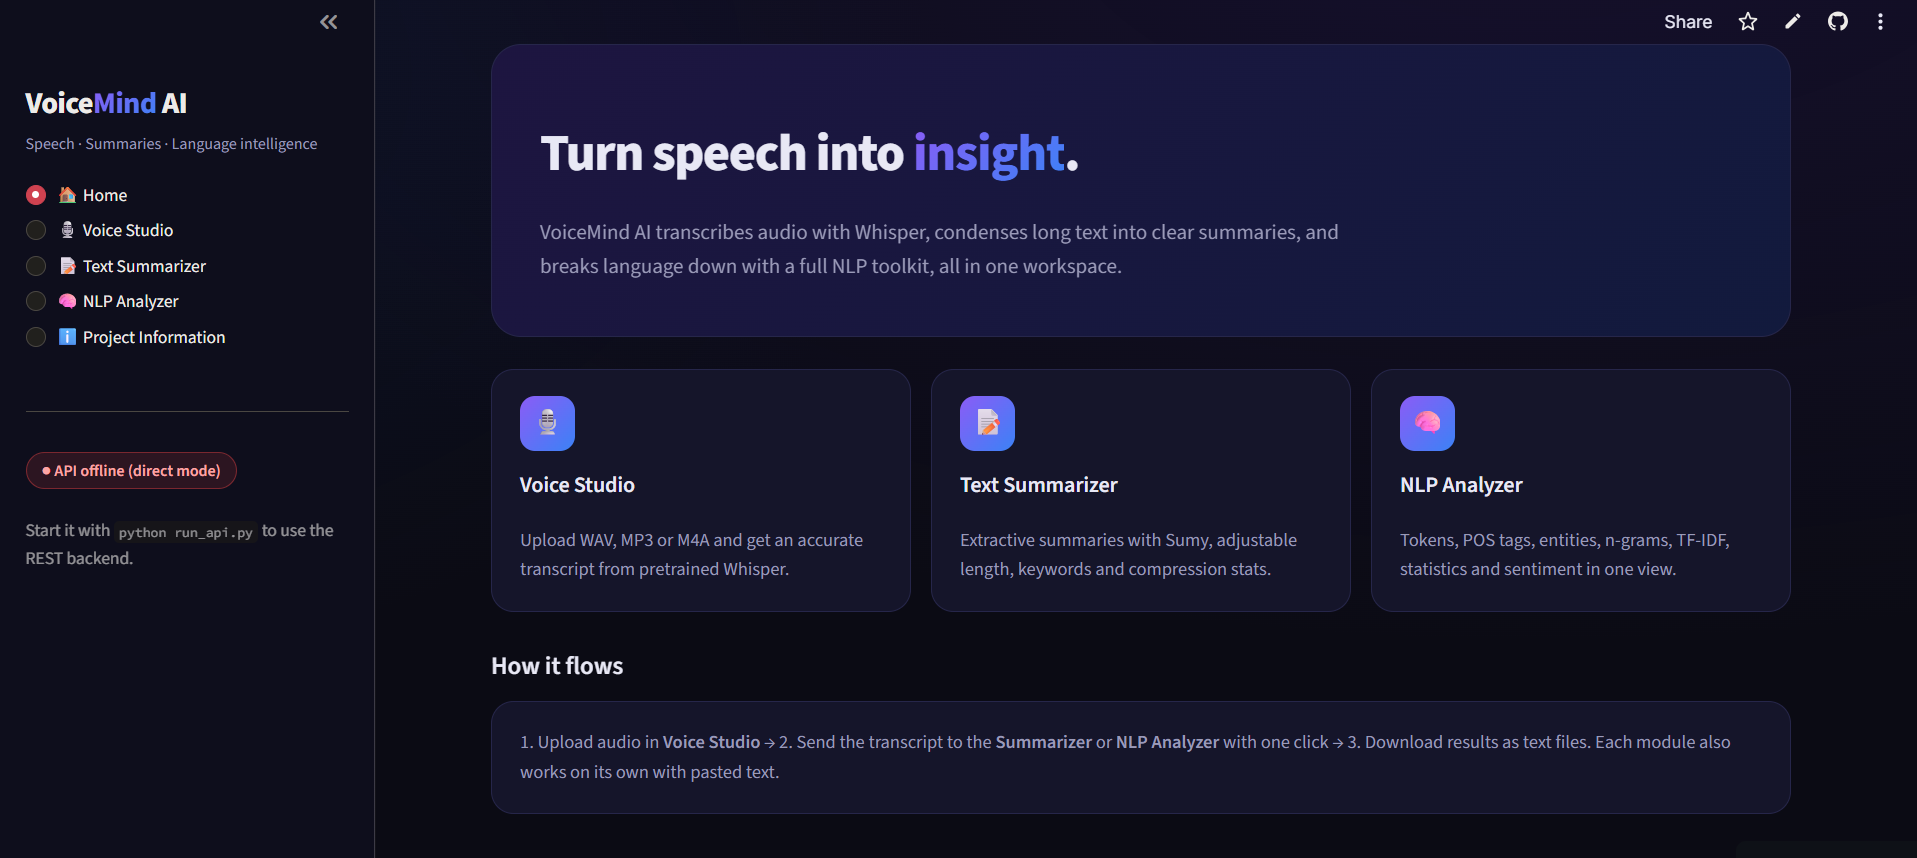 Share
VoiceMind AI
Speech · Summaries · Language intelligence
Home
Voice Studio
Text Summarizer
NLP Analyzer
Project Information
API offline (direct mode)
Start it with python run_api.py to use the
REST backend.
Turn speech into insight.
VoiceMind AI transcribes audio with Whisper, condenses long text into clear summaries, and
breaks language down with a full NLP toolkit, all in one workspace.
Voice Studio
Upload WAV, MP3 or M4A and get an accurate
transcript from pretrained Whisper.
Text Summarizer
Extractive summaries with Sumy, adjustable
length, keywords and compression stats.
NLP Analyzer
Tokens, POS tags, entities, n-grams, TF-IDF,
statistics and sentiment in one view.
How it flows
1. Upload audio in Voice Studio → 2. Send the transcript to the Summarizer or NLP Analyzer with one click → 3. Download results as text files. Each module also
works on its own with pasted text.